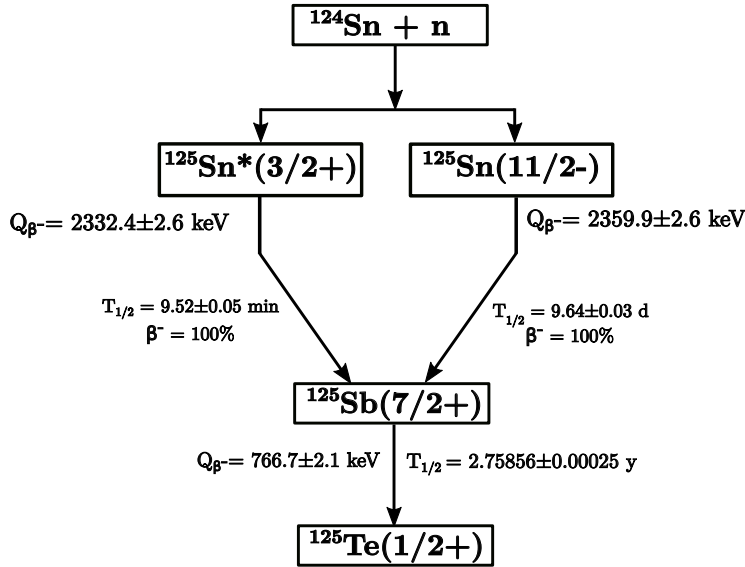 ¹²⁴Sn + n
¹²⁵Sn*(3/2+)
¹²⁵Sn(11/2-)
Qᵦ-= 2332.4±2.6 keV
Qᵦ-= 2359.9±2.6 keV
T₁/₂ = 9.52±0.05 min
β⁻ = 100%
T₁/₂ = 9.64±0.03 d
β⁻ = 100%
¹²⁵Sb(7/2+)
Qᵦ-= 766.7±2.1 keV
T₁/₂ = 2.75856±0.00025 y
¹²⁵Te(1/2+)